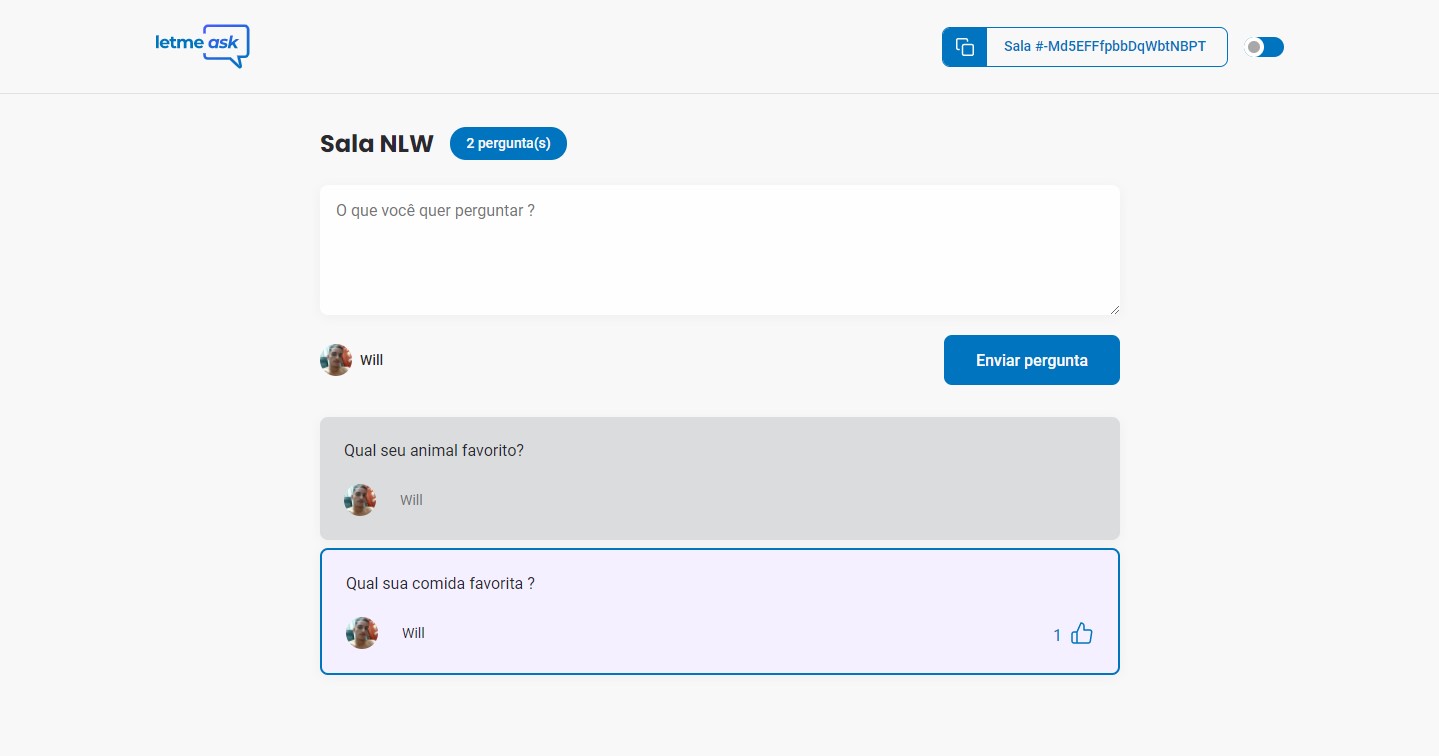 letme ask
Sala #-Md5EFFfpbbDqWbtNBPT
Sala NLW
2 pergunta(s)
O que você quer perguntar ?
Will
Enviar pergunta
Qual seu animal favorito?
Will
Qual sua comida favorita ?
Will
1